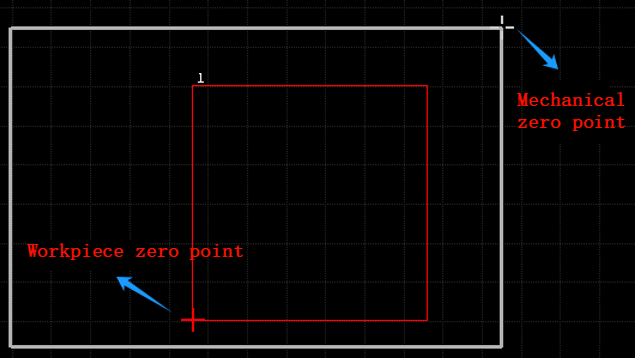 1
Mechanical
zero point
Workpiece zero point